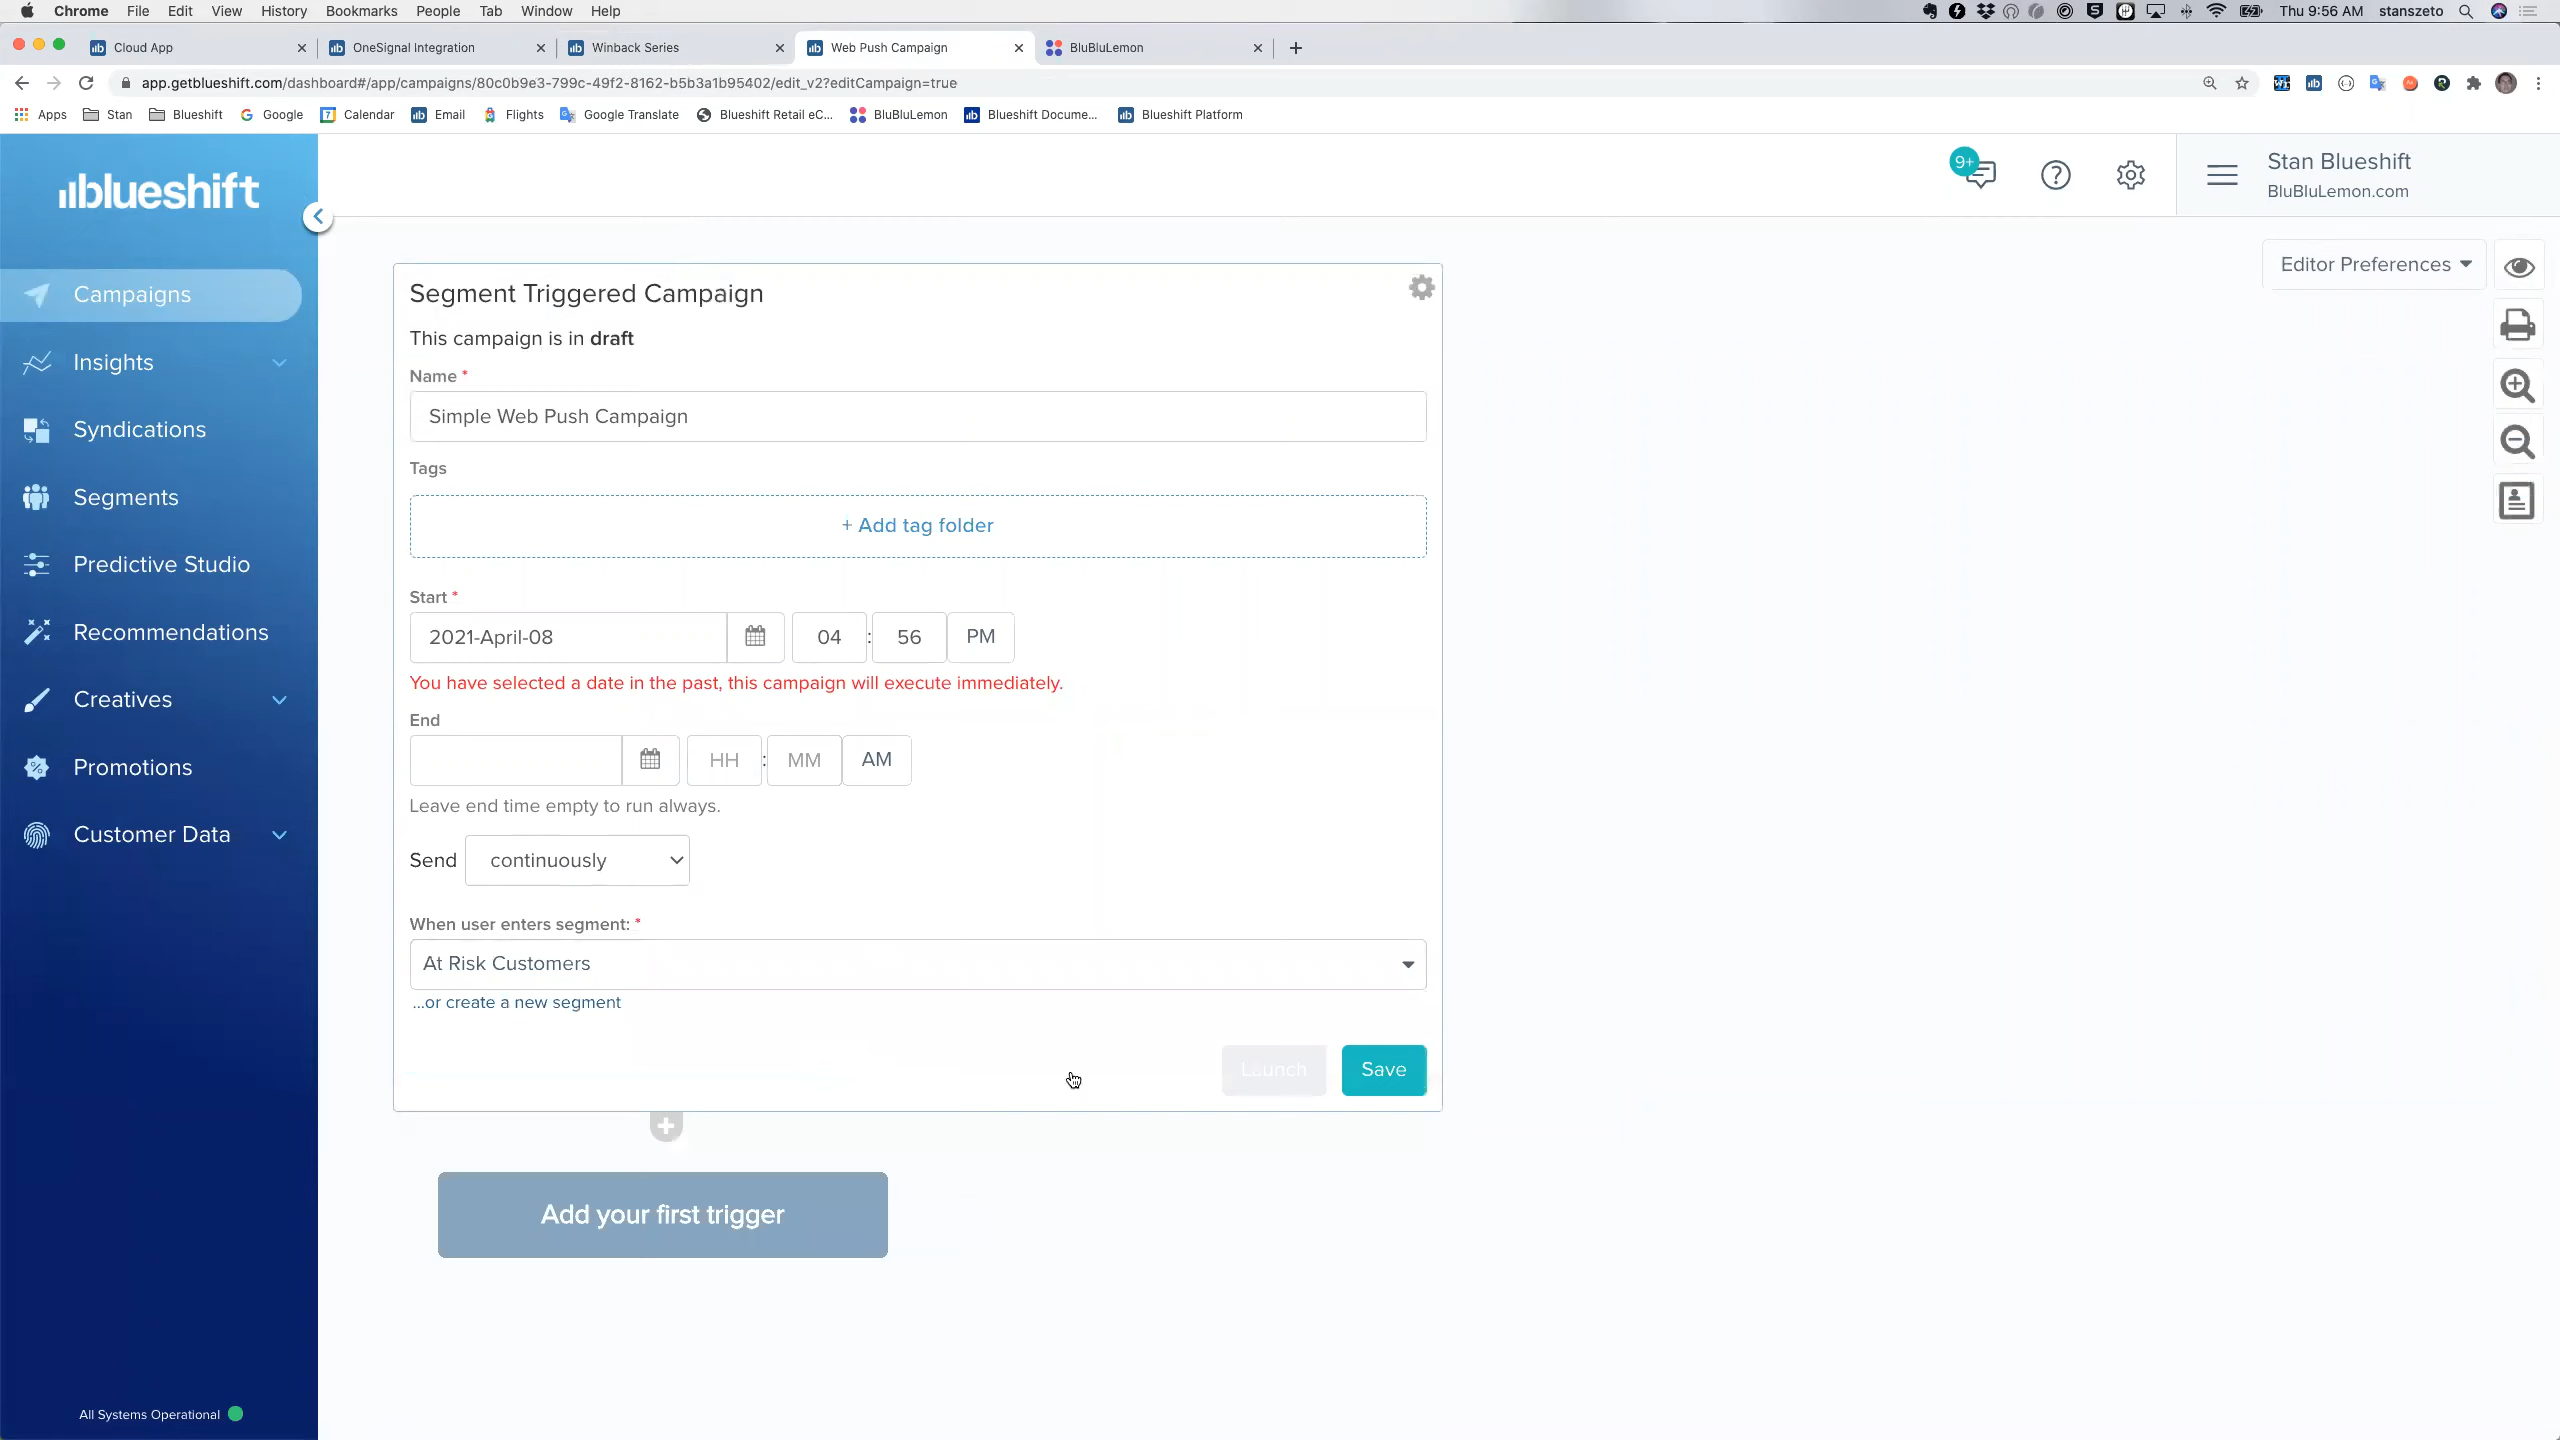 Chrome File Edit View History Bookmarks People Tab Window Help Thu 9:56 AM stanszeto
Cloud App OneSignal Integration Winback Series Web Push Campaign BluBluLemon
app.getblueshift.com/dashboard#/app/campaigns/80c0b9e3-799c-49f2-8162-b5b3a1b95402/edit_v2?editCampaign=true
Apps Stan Blueshift Google Calendar Email Flights Google Translate Blueshift Retail eC... BluBluLemon Blueshift Docume... Blueshift Platform
blueshift
9+
Stan Blueshift
BluBluLemon.com
Campaigns
Insights
Syndications
Segments
Predictive Studio
Recommendations
Creatives
Promotions
Customer Data
All Systems Operational
Editor Preferences
Segment Triggered Campaign
This campaign is in draft
Name *
Simple Web Push Campaign
Tags
+ Add tag folder
Start *
2021-April-08 04 : 56 PM
You have selected a date in the past, this campaign will execute immediately.
End
HH : MM AM
Leave end time empty to run always.
Send continuously
When user enters segment: *
At Risk Customers
...or create a new segment
Launch Save
Add your first trigger